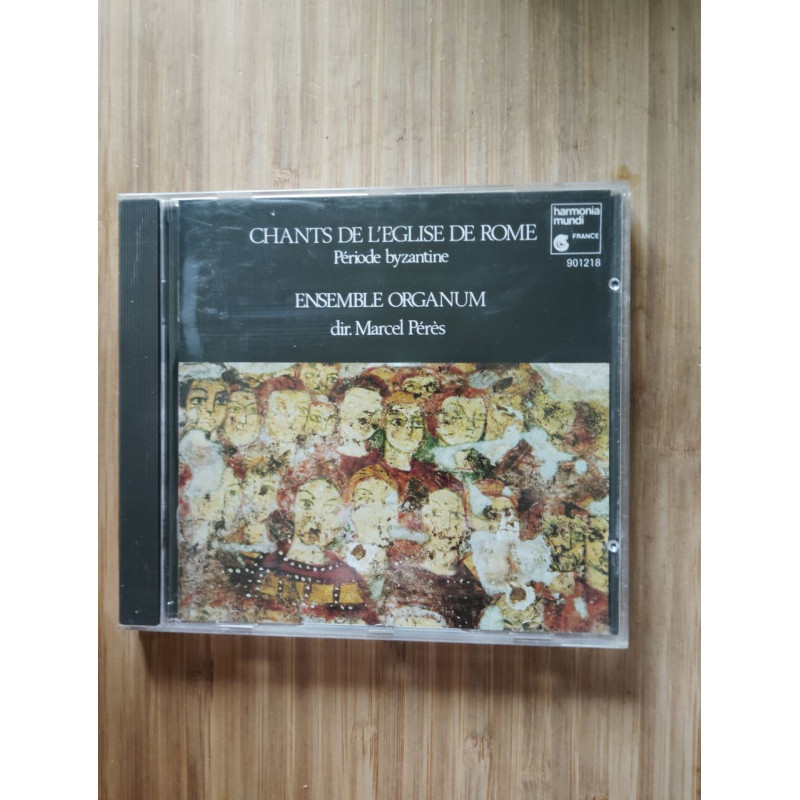 CHANTS DE L'EGLISE DE ROME
Période byzantine
ENSEMBLE ORGANUM
dir. Marcel Pérès
harmonia
mundi
FRANCE
901218